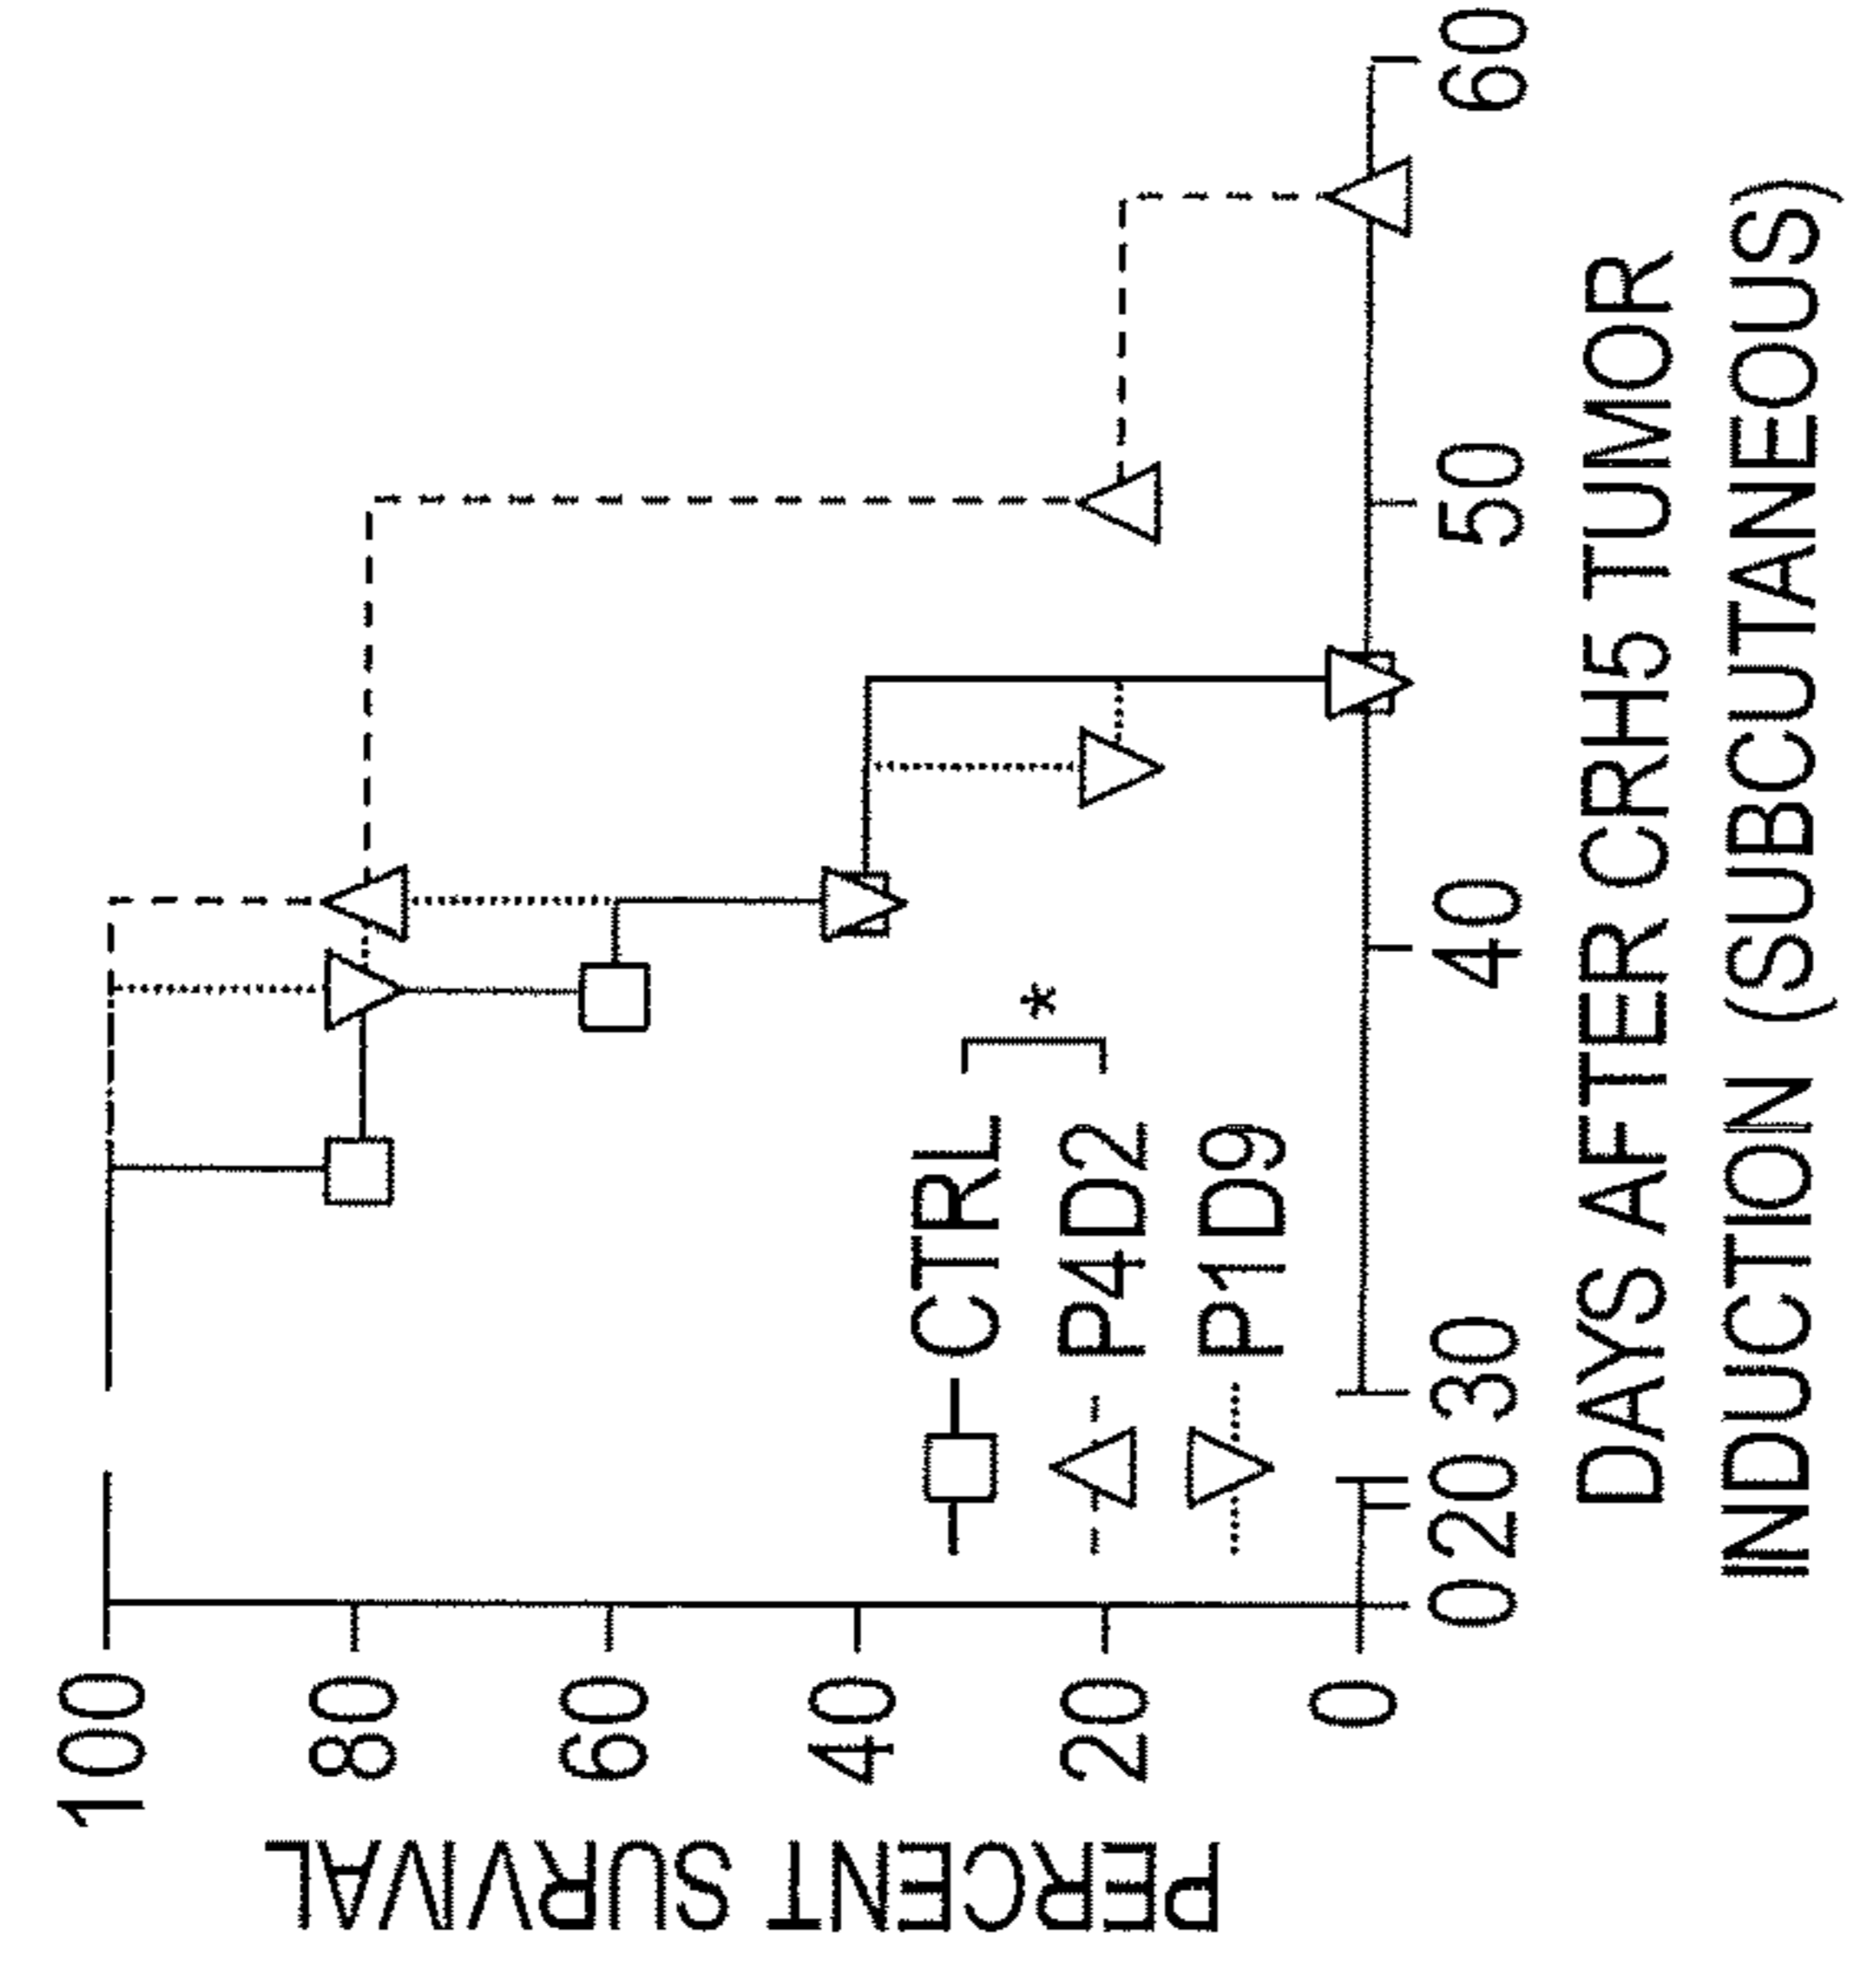 PERCENT SURVIVAL
100
80
60
40
20
0
CTRL
P4D2
P1D9
*
0 20 30 40 50 60
DAYS AFTER CRH5 TUMOR
INDUCTION (SUBCUTANEOUS)